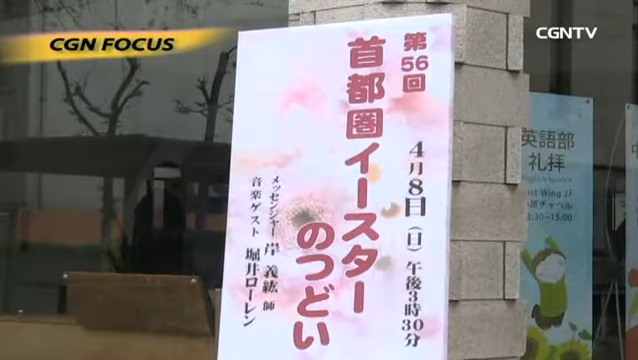 CGN FOCUS
CGNTV
第56回
首都圏イースター
のつどい
4月8日(日)午後3時30分
メッセンジャー 岸 義紘 師
音楽ゲスト 堀井ローレン
英語部
礼拝
English Service